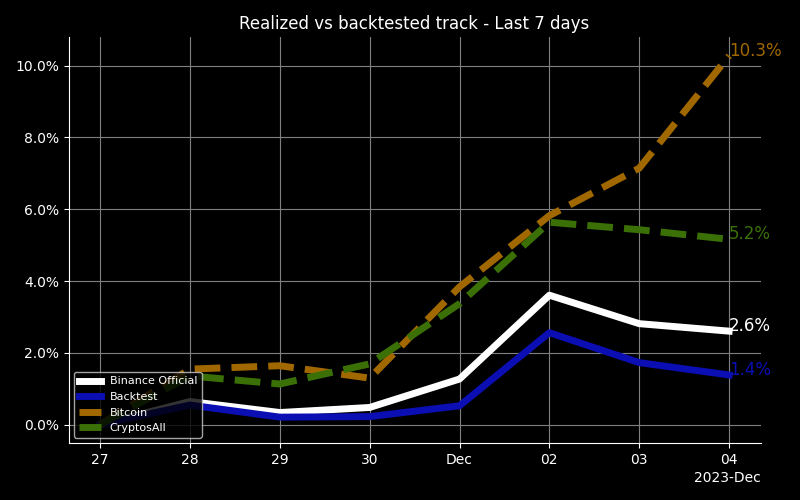 Realized vs backtested track - Last 7 days
10.3%
10.0%
8.0%
6.0%
5.2%
4.0%
2.6%
2.0%
1.4%
0.0%
Binance Official
Backtest
Bitcoin
CryptosAll
27 28 29 30 Dec 02 03 04
2023-Dec